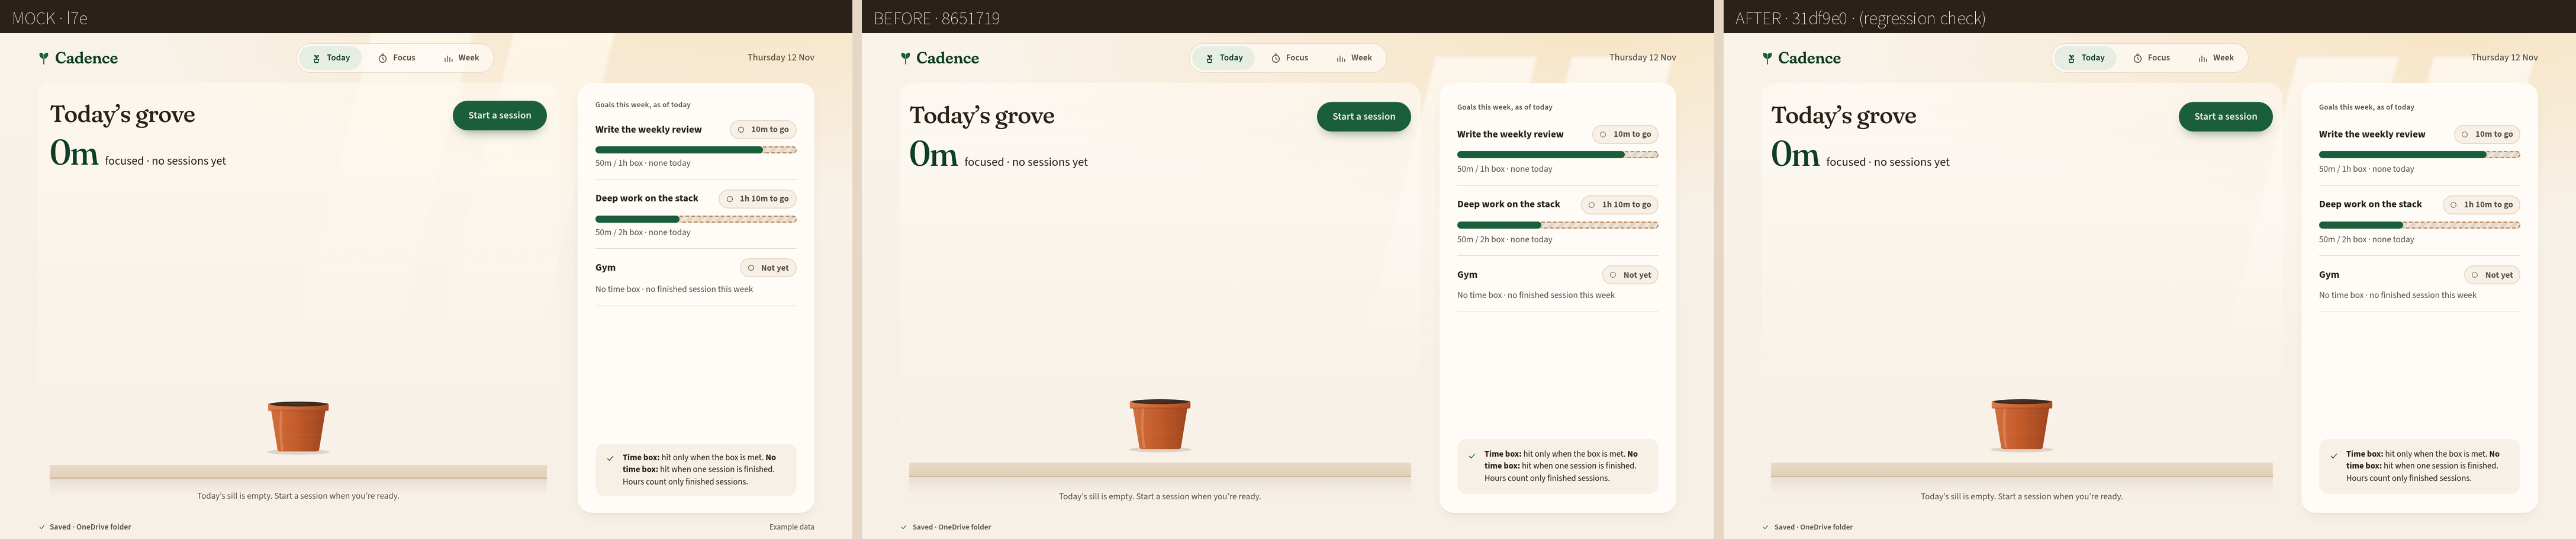 MOCK · l7e
Cadence
Today
Focus
Week
Thursday 12 Nov
Today's grove
Start a session
0m focused · no sessions yet
Goals this week, as of today
Write the weekly review
10m to go
50m / 1h box · none today
Deep work on the stack
1h 10m to go
50m / 2h box · none today
Gym
Not yet
No time box · no finished session this week
Time box: hit only when the box is met. No
time box: hit when one session is finished.
Hours count only finished sessions.
Today's sill is empty. Start a session when you're ready.
Saved · OneDrive folder
Example data
BEFORE · 8651719
Cadence
Today
Focus
Week
Thursday 12 Nov
Today's grove
Start a session
0m focused · no sessions yet
Goals this week, as of today
Write the weekly review
10m to go
50m / 1h box · none today
Deep work on the stack
1h 10m to go
50m / 2h box · none today
Gym
Not yet
No time box · no finished session this week
Time box: hit only when the box is met. No
time box: hit when one session is finished.
Hours count only finished sessions.
Today's sill is empty. Start a session when you're ready.
Saved · OneDrive folder
AFTER · 31df9e0 · (regression check)
Cadence
Today
Focus
Week
Thursday 12 Nov
Today's grove
Start a session
0m focused · no sessions yet
Goals this week, as of today
Write the weekly review
10m to go
50m / 1h box · none today
Deep work on the stack
1h 10m to go
50m / 2h box · none today
Gym
Not yet
No time box · no finished session this week
Time box: hit only when the box is met. No
time box: hit when one session is finished.
Hours count only finished sessions.
Today's sill is empty. Start a session when you're ready.
Saved · OneDrive folder